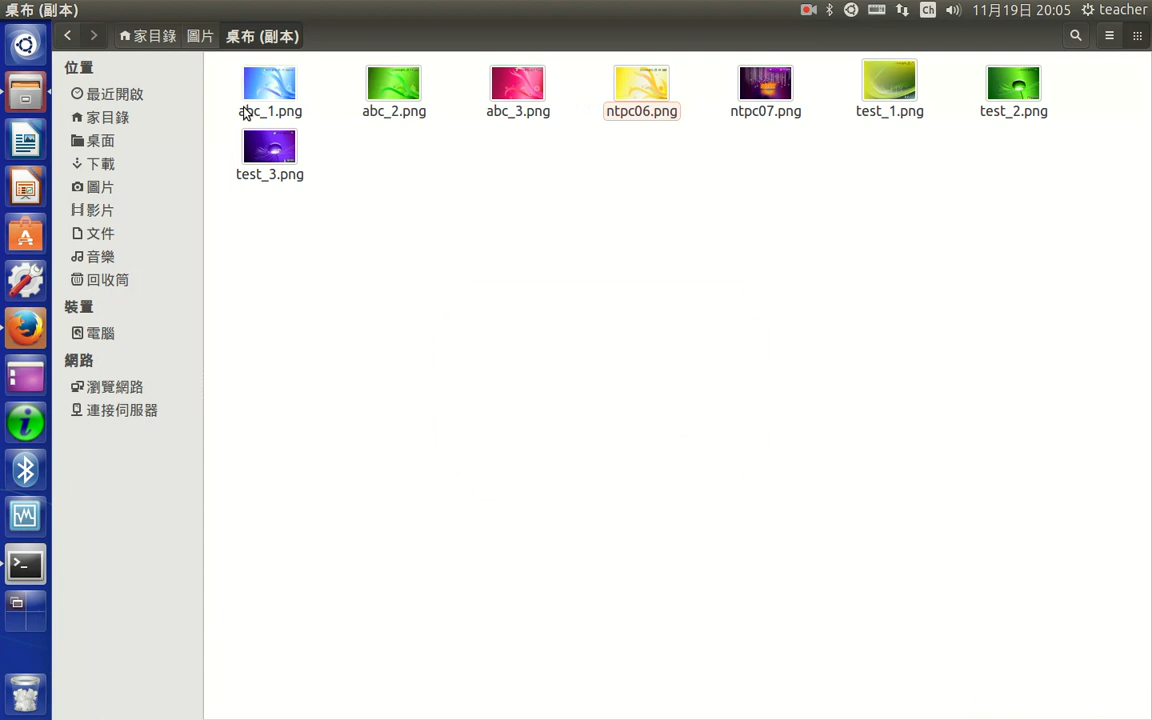 桌布 (副本)
Ch
11月19日 20:05
teacher
家目錄
圖片
桌布 (副本)
位置
最近開啟
家目錄
桌面
下載
圖片
影片
文件
音樂
回收筒
裝置
電腦
網路
瀏覽網路
連接伺服器
abc_1.png
abc_2.png
abc_3.png
ntpc06.png
ntpc07.png
test_1.png
test_2.png
test_3.png